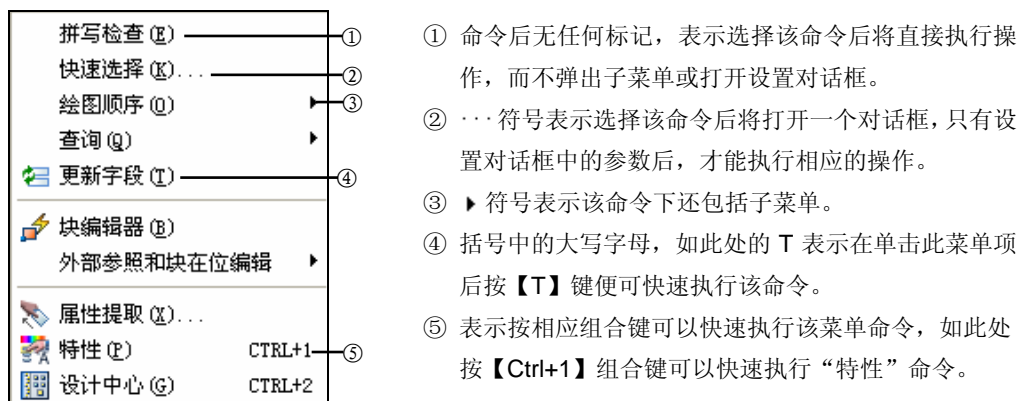 拼写检查(E) ①
快速选择(K)... ②
绘图顺序(O) ③
查询(Q)
更新字段(T) ④
块编辑器(B)
外部参照和块在位编辑
属性提取(X)...
特性(P) CTRL+1 ⑤
设计中心(G) CTRL+2
① 命令后无任何标记，表示选择该命令后将直接执行操
作，而不弹出子菜单或打开设置对话框。
② ···符号表示选择该命令后将打开一个对话框，只有设
置对话框中的参数后，才能执行相应的操作。
③ ▶符号表示该命令下还包括子菜单。
④ 括号中的大写字母，如此处的 T 表示在单击此菜单项
后按【T】键便可快速执行该命令。
⑤ 表示按相应组合键可以快速执行该菜单命令，如此处
按【Ctrl+1】组合键可以快速执行“特性”命令。